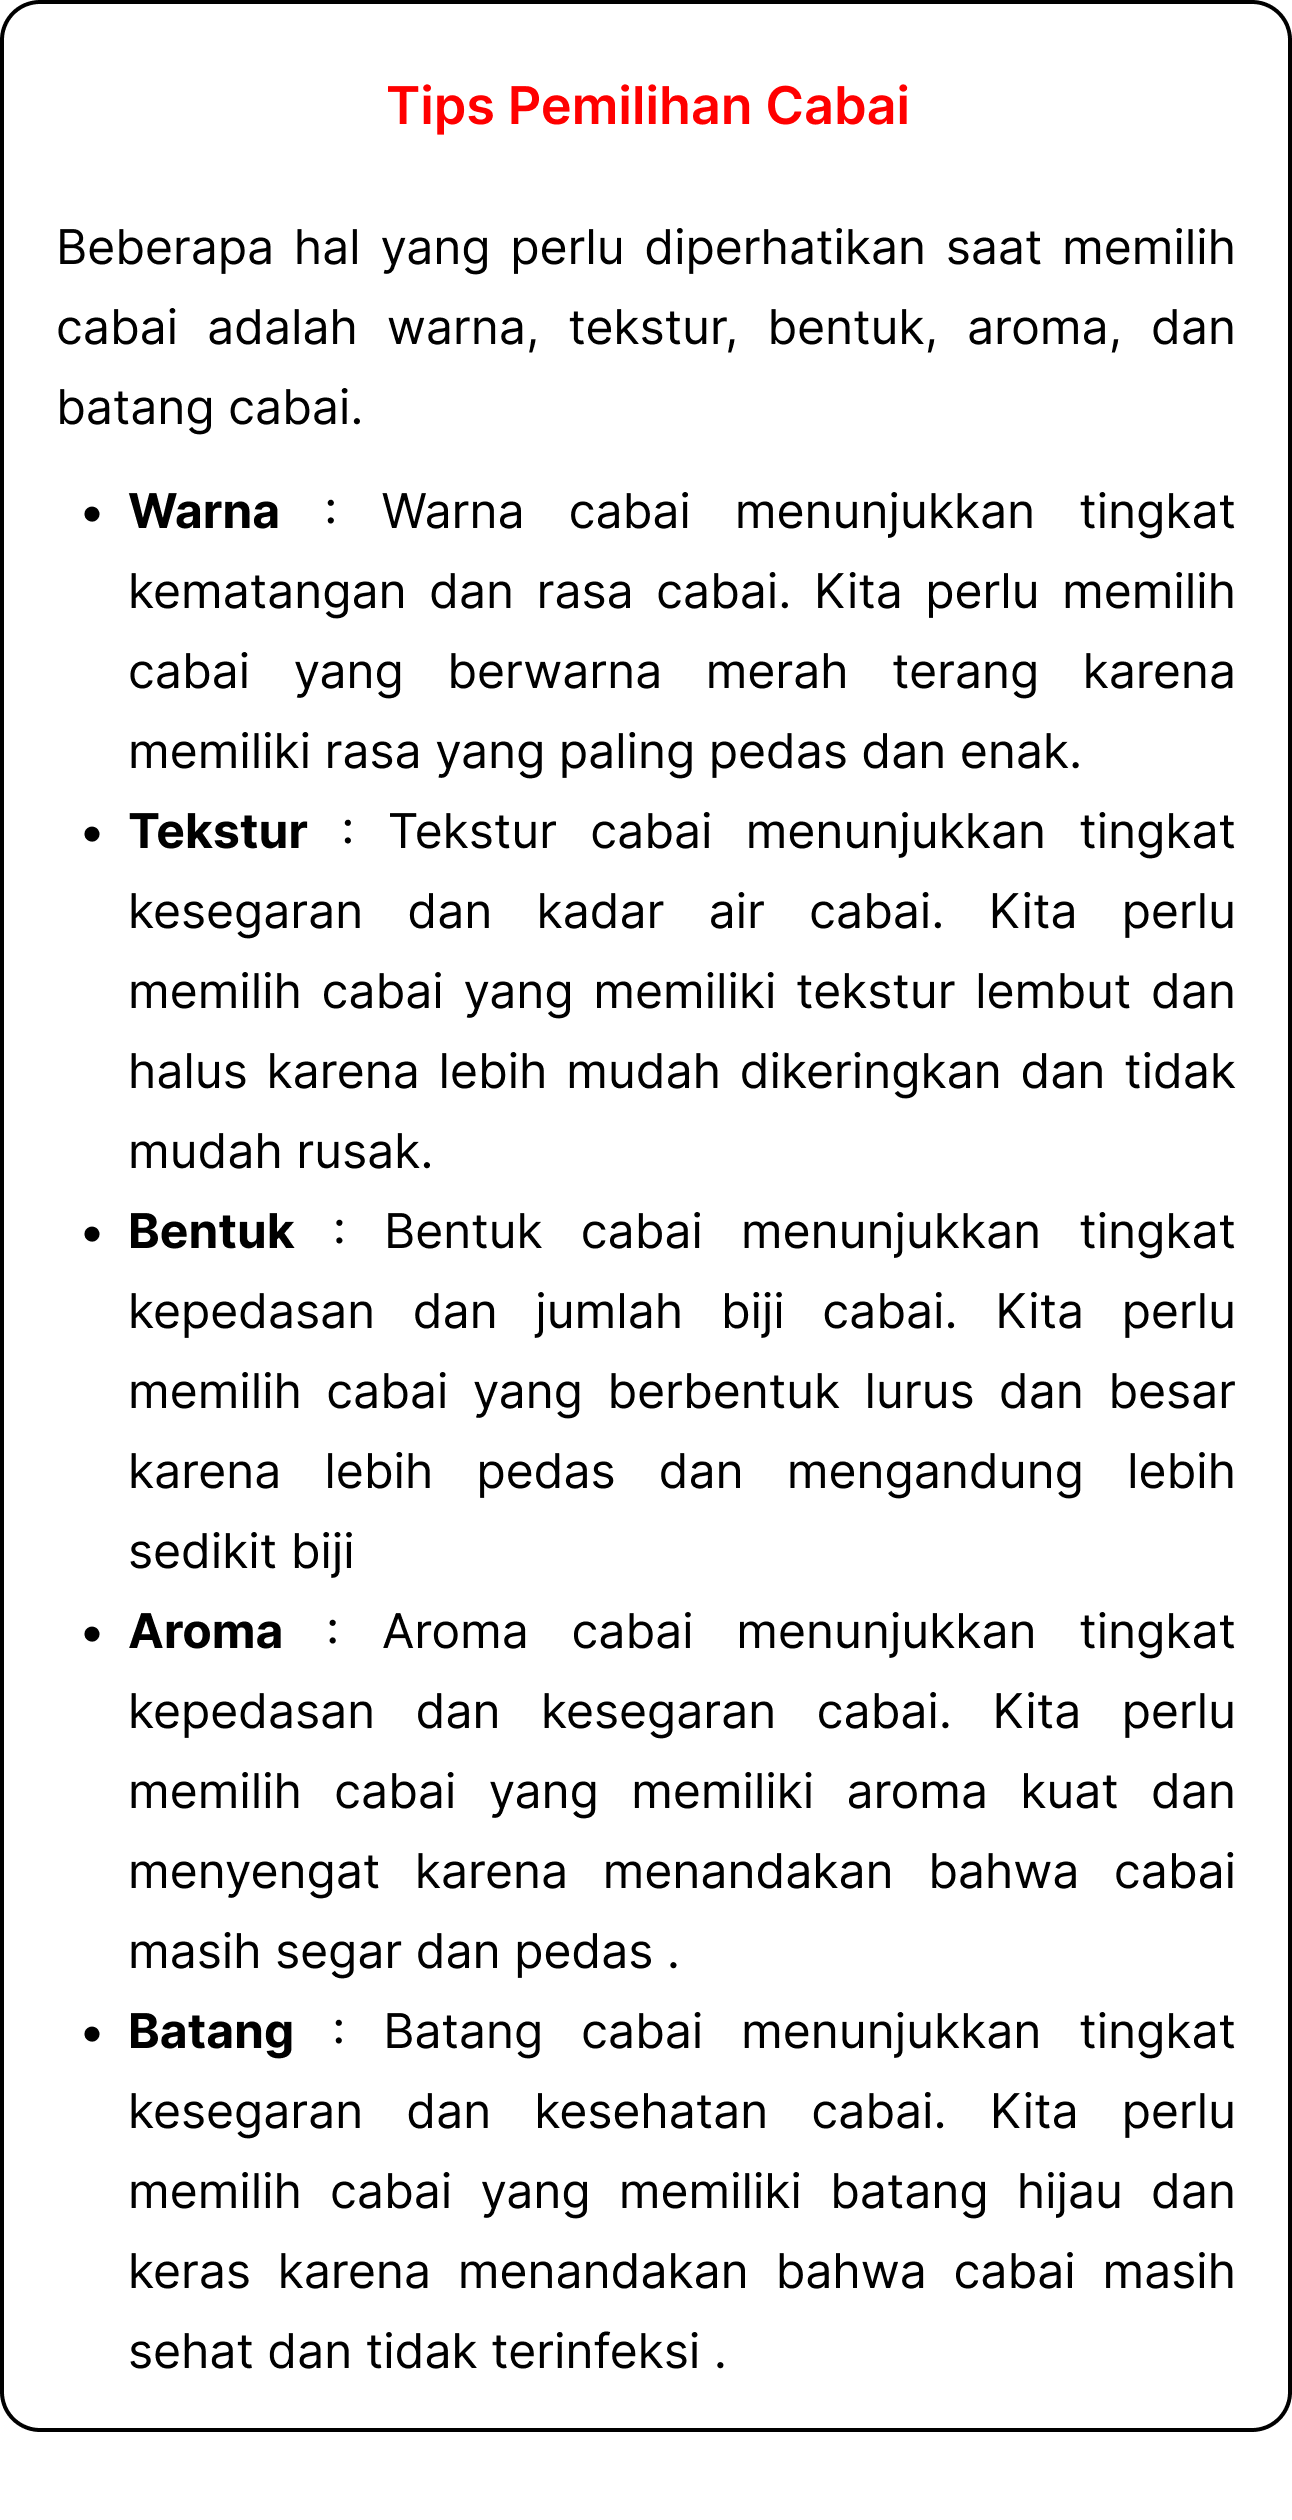 Tips Pemilihan Cabai
Beberapa hal yang perlu diperhatikan saat memilih
cabai adalah warna, tekstur, bentuk, aroma, dan
batang cabai.
• Warna : Warna cabai menunjukkan tingkat
kematangan dan rasa cabai. Kita perlu memilih
cabai yang berwarna merah terang karena
memiliki rasa yang paling pedas dan enak.
• Tekstur : Tekstur cabai menunjukkan tingkat
kesegaran dan kadar air cabai. Kita perlu
memilih cabai yang memiliki tekstur lembut dan
halus karena lebih mudah dikeringkan dan tidak
mudah rusak.
• Bentuk : Bentuk cabai menunjukkan tingkat
kepedasan dan jumlah biji cabai. Kita perlu
memilih cabai yang berbentuk lurus dan besar
karena lebih pedas dan mengandung lebih
sedikit biji
• Aroma : Aroma cabai menunjukkan tingkat
kepedasan dan kesegaran cabai. Kita perlu
memilih cabai yang memiliki aroma kuat dan
menyengat karena menandakan bahwa cabai
masih segar dan pedas .
• Batang : Batang cabai menunjukkan tingkat
kesegaran dan kesehatan cabai. Kita perlu
memilih cabai yang memiliki batang hijau dan
keras karena menandakan bahwa cabai masih
sehat dan tidak terinfeksi .